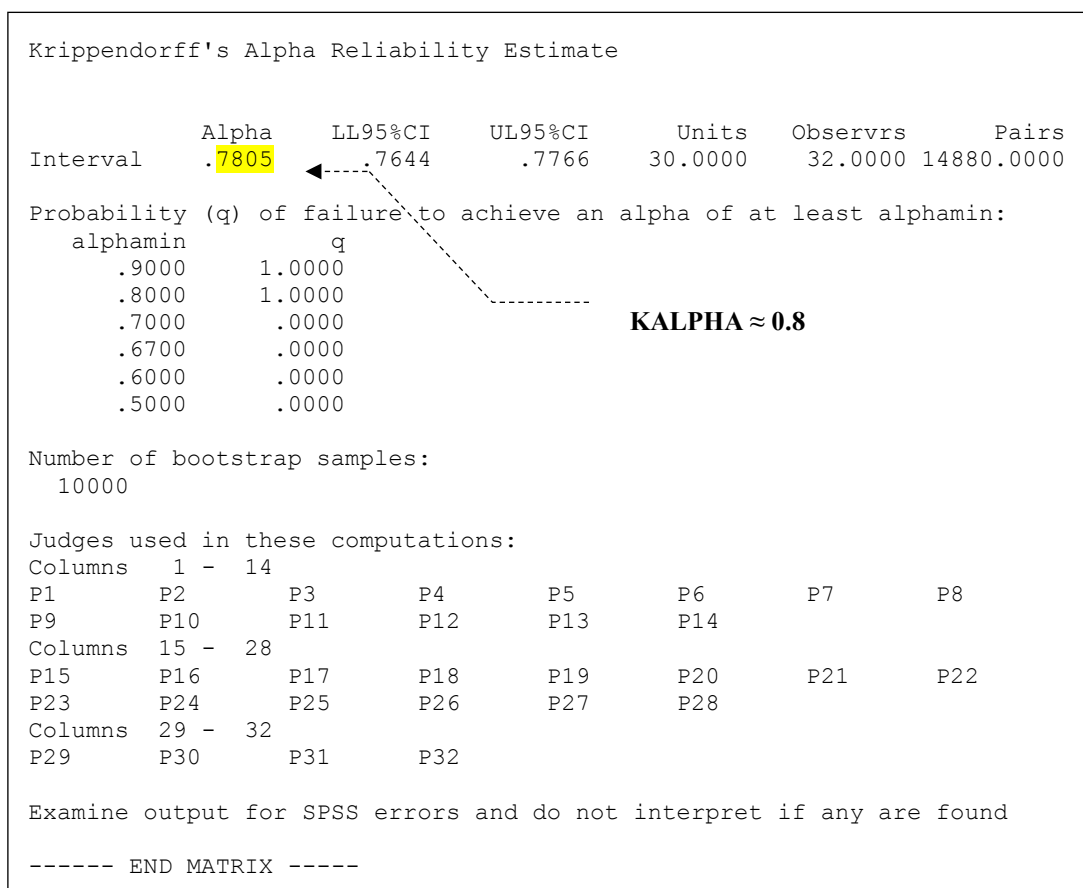 Krippendorff's Alpha Reliability Estimate
Alpha LL95%CI UL95%CI Units Observrs Pairs
Interval .7805 .7644 .7766 30.0000 32.0000 14880.0000
Probability (q) of failure to achieve an alpha of at least alphamin:
alphamin q
.9000 1.0000
.8000 1.0000
.7000 .0000
KALPHA ≈ 0.8
.6700 .0000
.6000 .0000
.5000 .0000
Number of bootstrap samples:
10000
Judges used in these computations:
Columns 1 - 14
P1 P2 P3 P4 P5 P6 P7 P8
P9 P10 P11 P12 P13 P14
Columns 15 - 28
P15 P16 P17 P18 P19 P20 P21 P22
P23 P24 P25 P26 P27 P28
Columns 29 - 32
P29 P30 P31 P32
Examine output for SPSS errors and do not interpret if any are found
------ END MATRIX -----